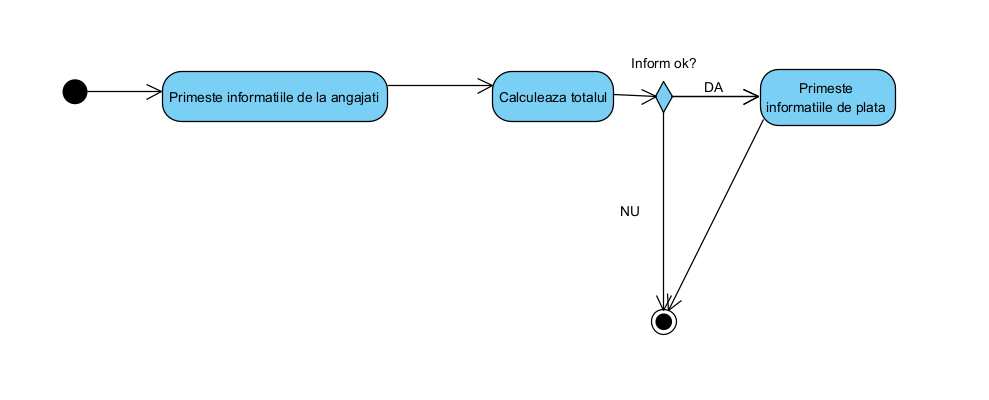 Inform ok?
Primeste informatiile de la angajati
Calculeaza totalul
DA
Primeste
informatiile de plata
NU